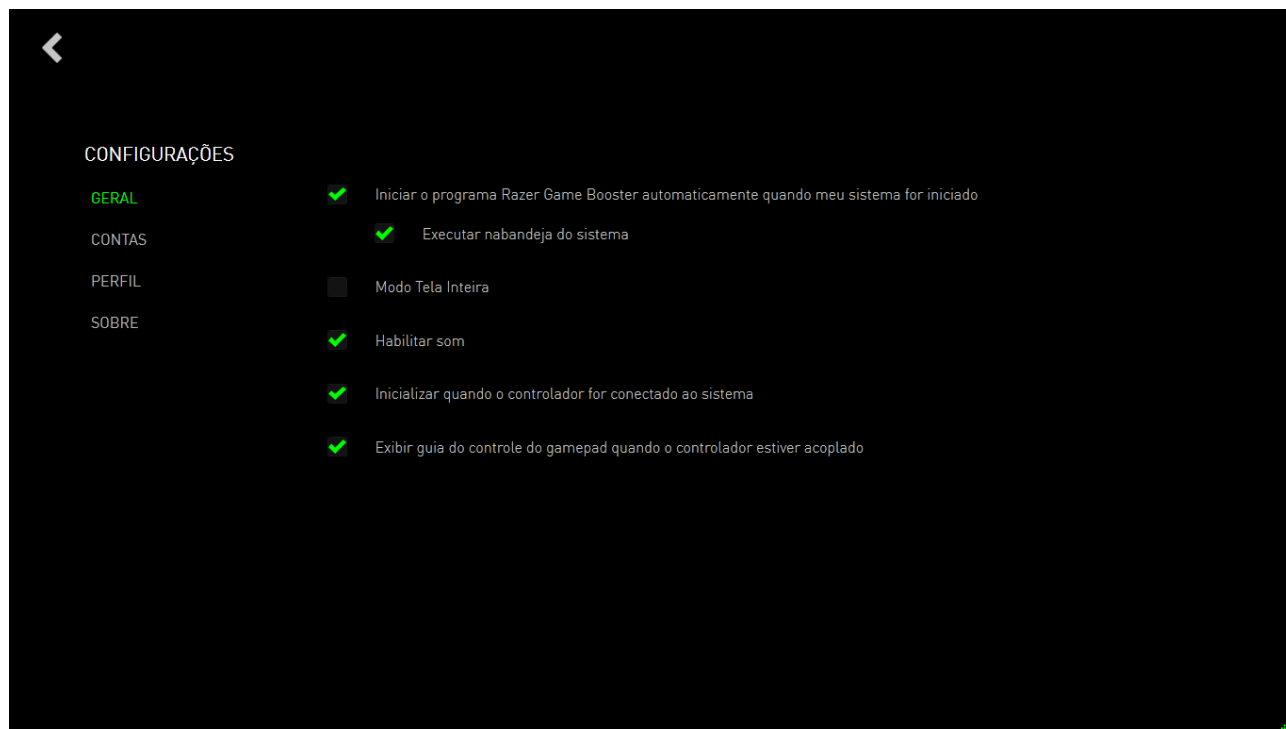 CONFIGURAÇÕES
GERAL
CONTAS
PERFIL
SOBRE
Iniciar o programa Razer Game Booster automaticamente quando meu sistema for iniciado
Executar nabandeja do sistema
Modo Tela Inteira
Habilitar som
Inicializar quando o controlador for conectado ao sistema
Exibir guia do controle do gamepad quando o controlador estiver acoplado